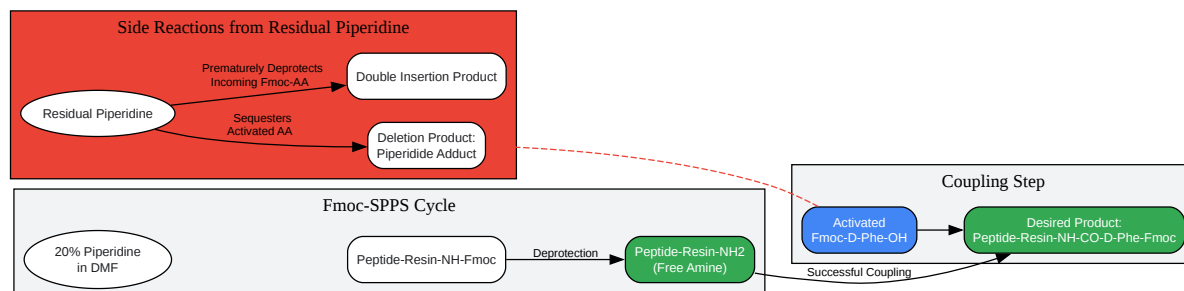 Side Reactions from Residual Piperidine
Prematurely Deprotects
Incoming Fmoc-AA
Double Insertion Product
Residual Piperidine
Sequesters
Activated AA
Deletion Product:
Piperidide Adduct
Coupling Step
Activated
Fmoc-D-Phe-OH
Desired Product:
Peptide-Resin-NH-CO-D-Phe-Fmoc
Fmoc-SPPS Cycle
20% Piperidine
in DMF
Peptide-Resin-NH-Fmoc
Deprotection
Peptide-Resin-NH2
(Free Amine)
Successful Coupling